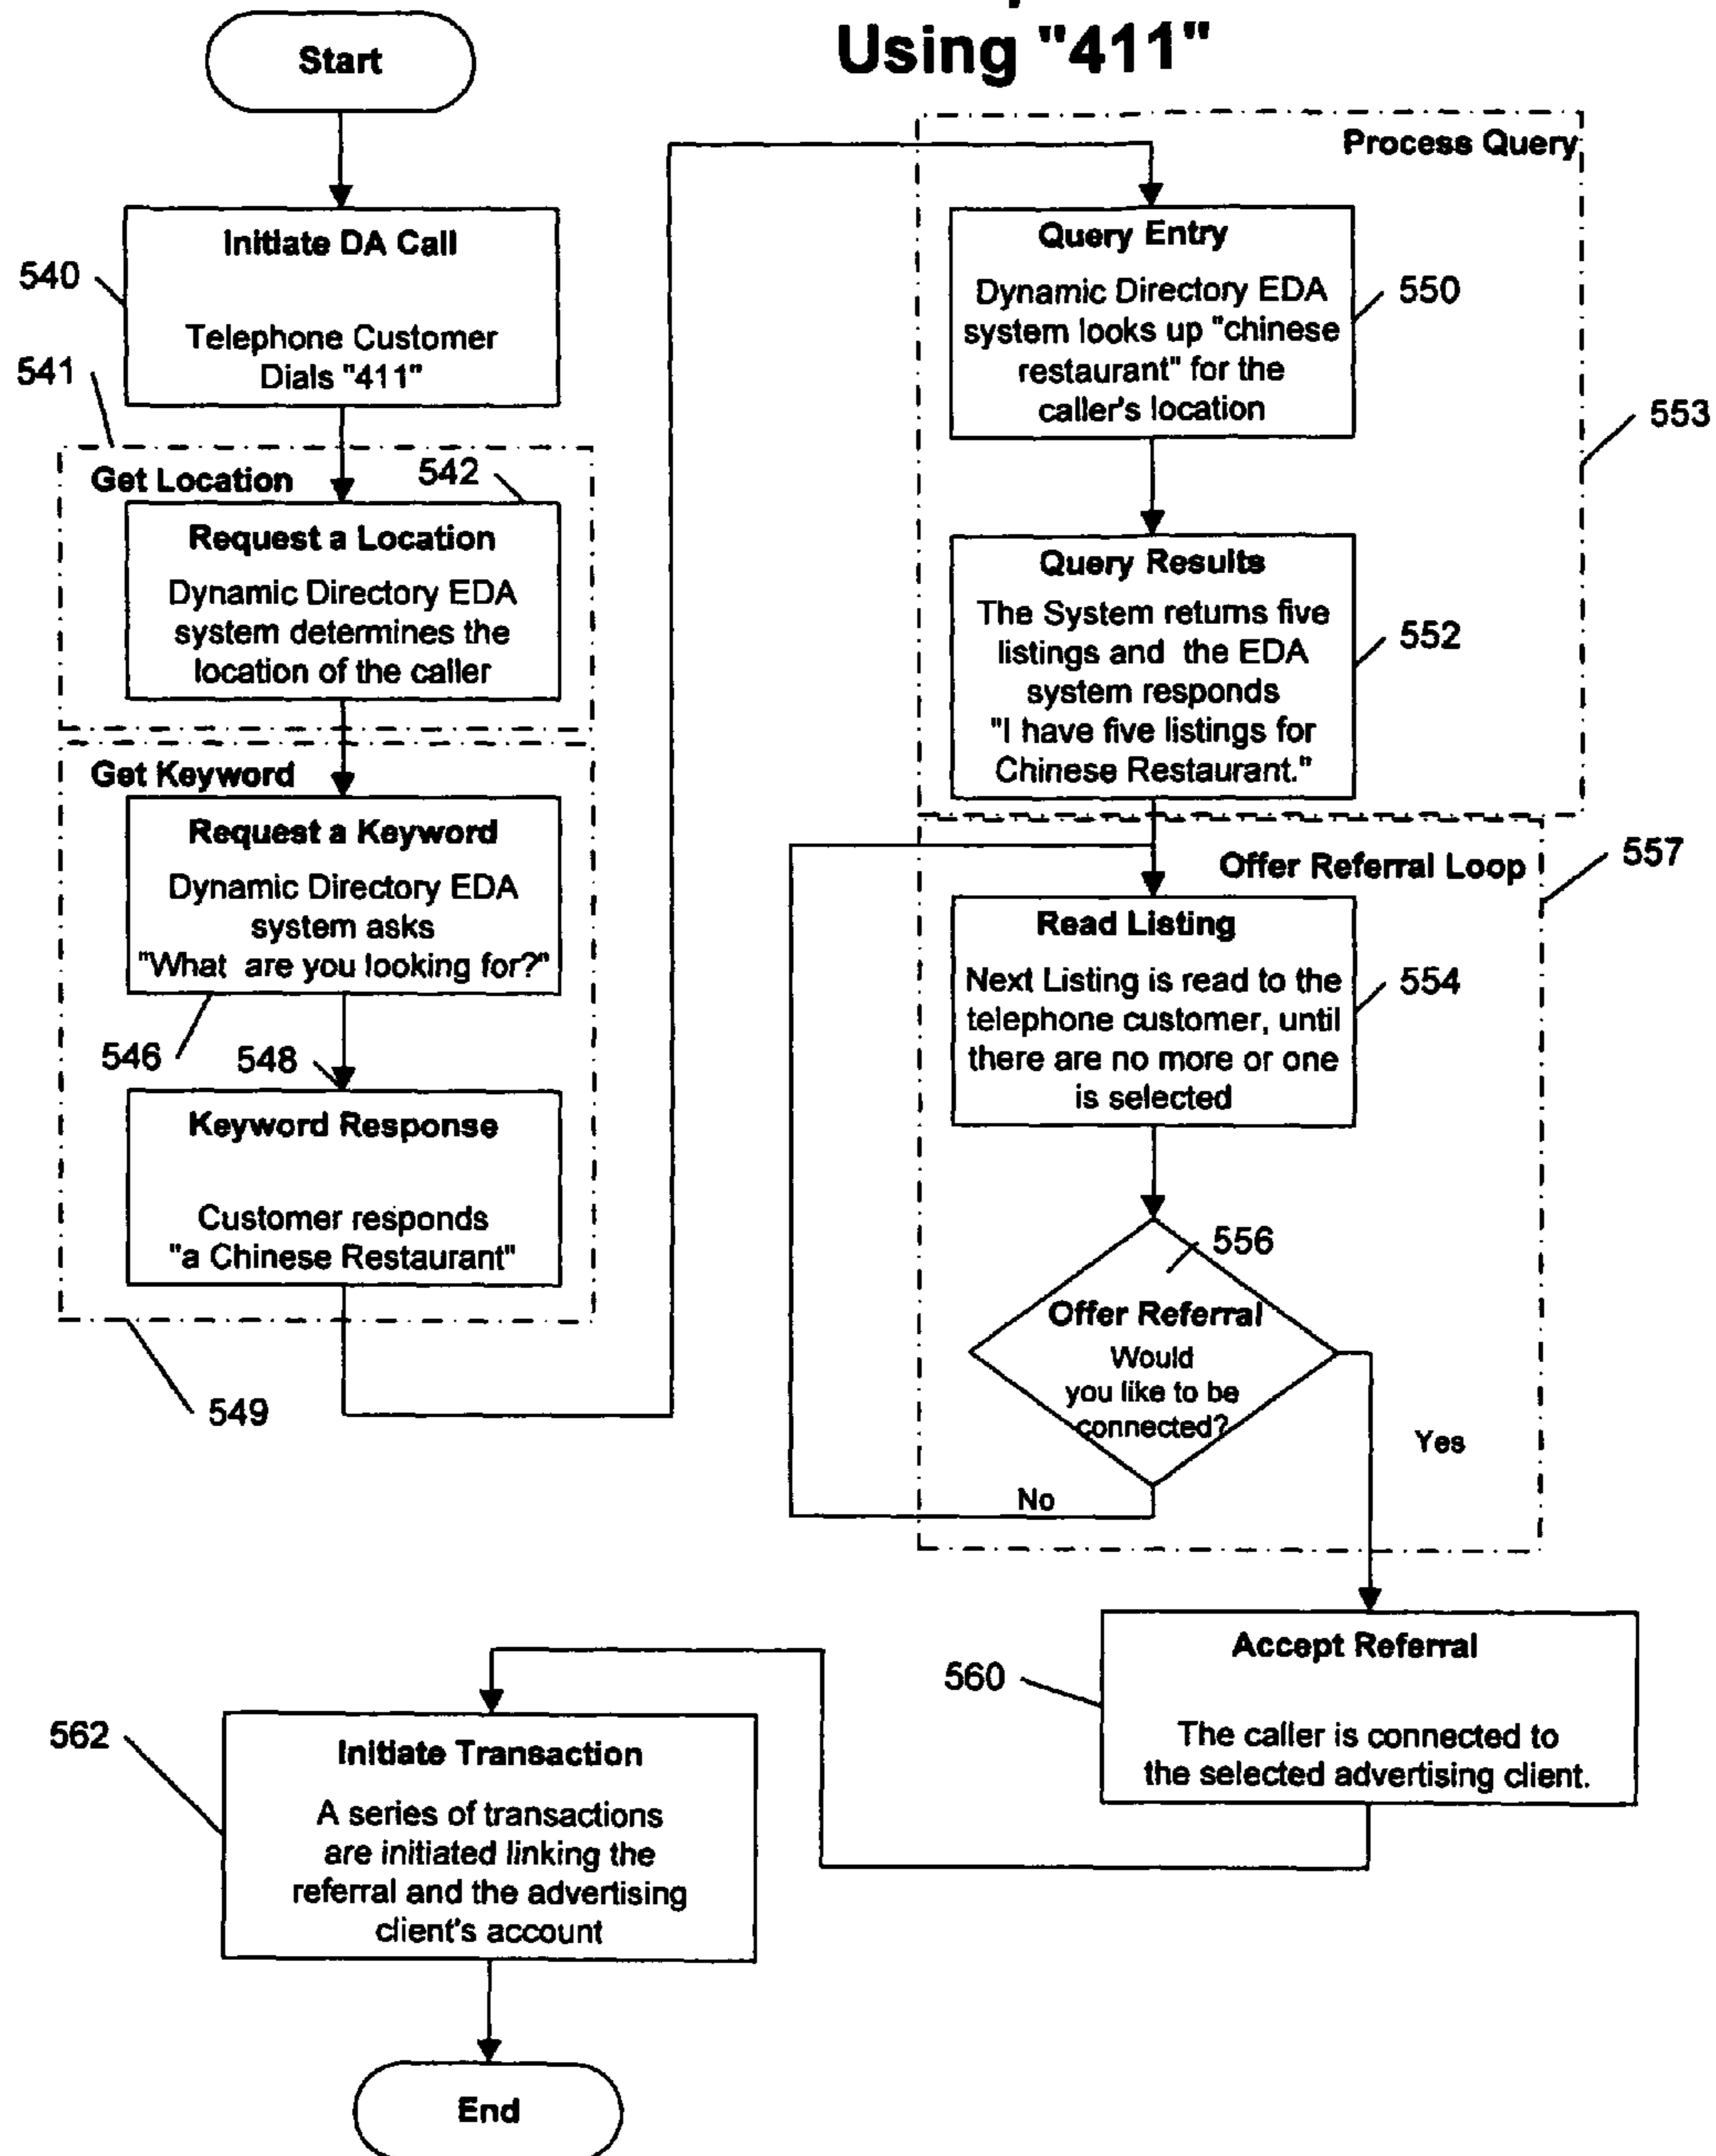 Using "411"
Start
Initiate DA Call
Telephone Customer
Dials "411"
540
541
Get Location
542
Request a Location
Dynamic Directory EDA
system determines the
location of the caller
Get Keyword
Request a Keyword
Dynamic Directory EDA
system asks
"What are you looking for?"
546
548
Keyword Response
Customer responds
"a Chinese Restaurant"
549
Process Query
Query Entry
Dynamic Directory EDA
system looks up "chinese
restaurant" for the
caller's location
550
553
Query Results
The System returns five
listings and the EDA
system responds
"I have five listings for
Chinese Restaurant."
552
Offer Referral Loop
557
Read Listing
Next Listing is read to the
telephone customer, until
there are no more or one
is selected
554
556
Offer Referral
Would
you like to be
connected?
Yes
No
Accept Referral
The caller is connected to
the selected advertising client.
560
562
Initiate Transaction
A series of transactions
are initiated linking the
referral and the advertising
client's account
End